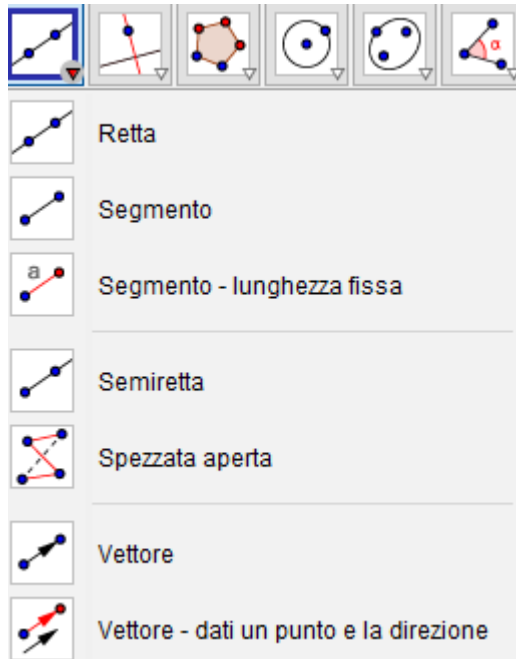 α
Retta
Segmento
a
Segmento - lunghezza fissa
Semiretta
Spezzata aperta
Vettore
Vettore - dati un punto e la direzione